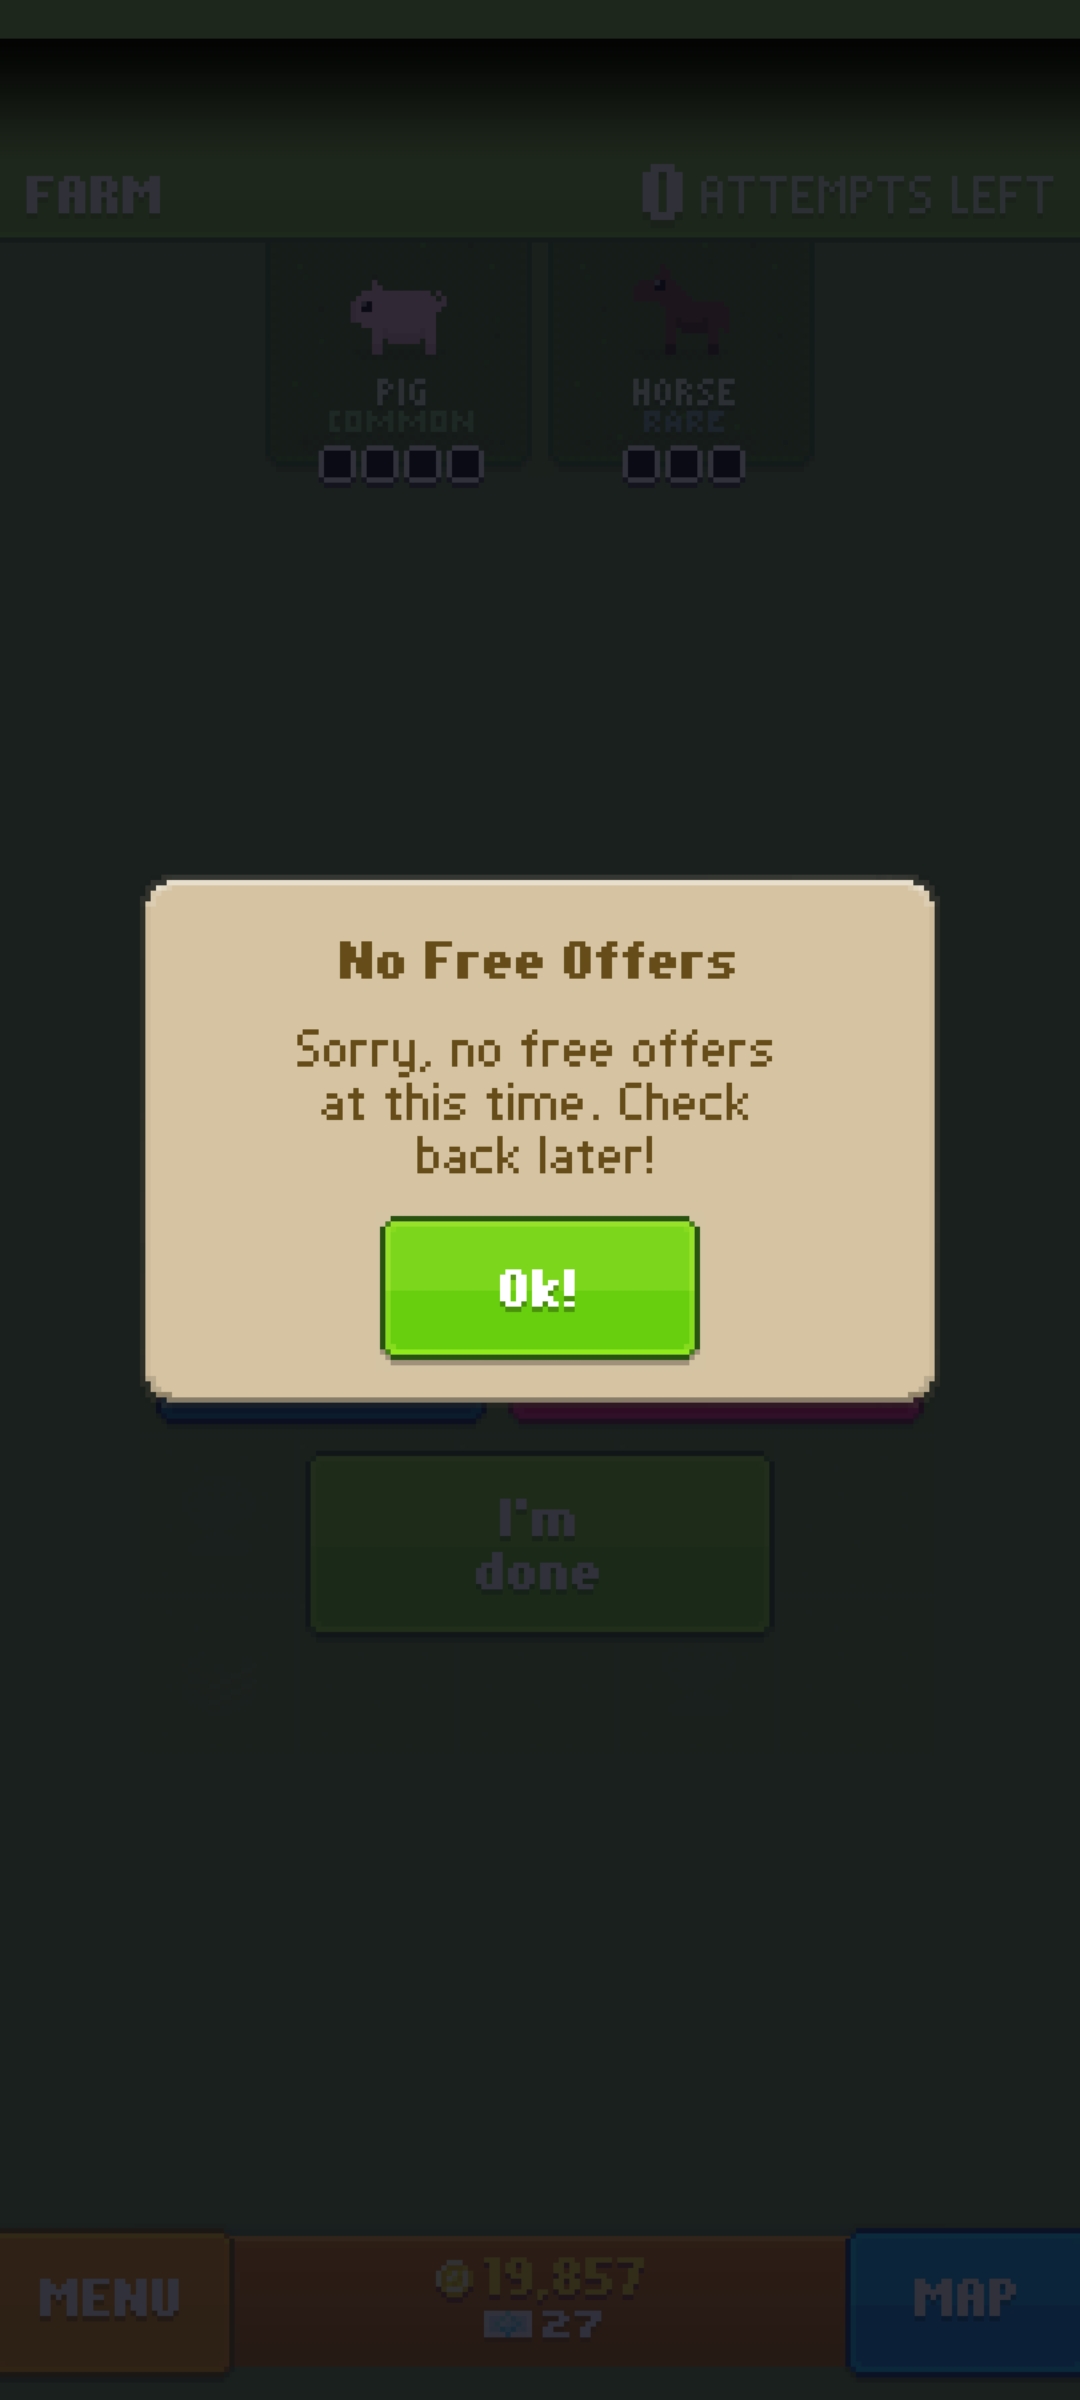 FARM
0 ATTEMPTS LEFT
PIG
COMMON
HORSE
RARE
No Free Offers
Sorry, no free offers
at this time. Check
back later!
Ok!
I'm
done
MENU
19,857
27
MAP